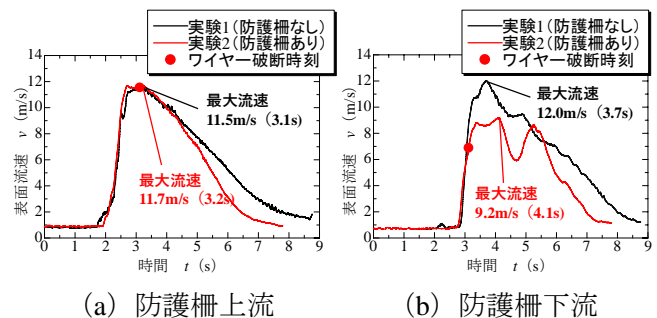 実験1(防護柵なし)
実験2(防護柵あり)
ワイヤー破断時刻
14
12
10
8
6
4
2
0
表面流速 v (m/s)
最大流速
11.5m/s（3.1s）
最大流速
11.7m/s（3.2s）
0 1 2 3 4 5 6 7 8 9
時間 t (s)
(a) 防護柵上流
実験1(防護柵なし)
実験2(防護柵あり)
ワイヤー破断時刻
14
12
10
8
6
4
2
0
表面流速 v (m/s)
最大流速
12.0m/s（3.7s）
最大流速
9.2m/s（4.1s）
0 1 2 3 4 5 6 7 8 9
時間 t (s)
(b) 防護柵下流